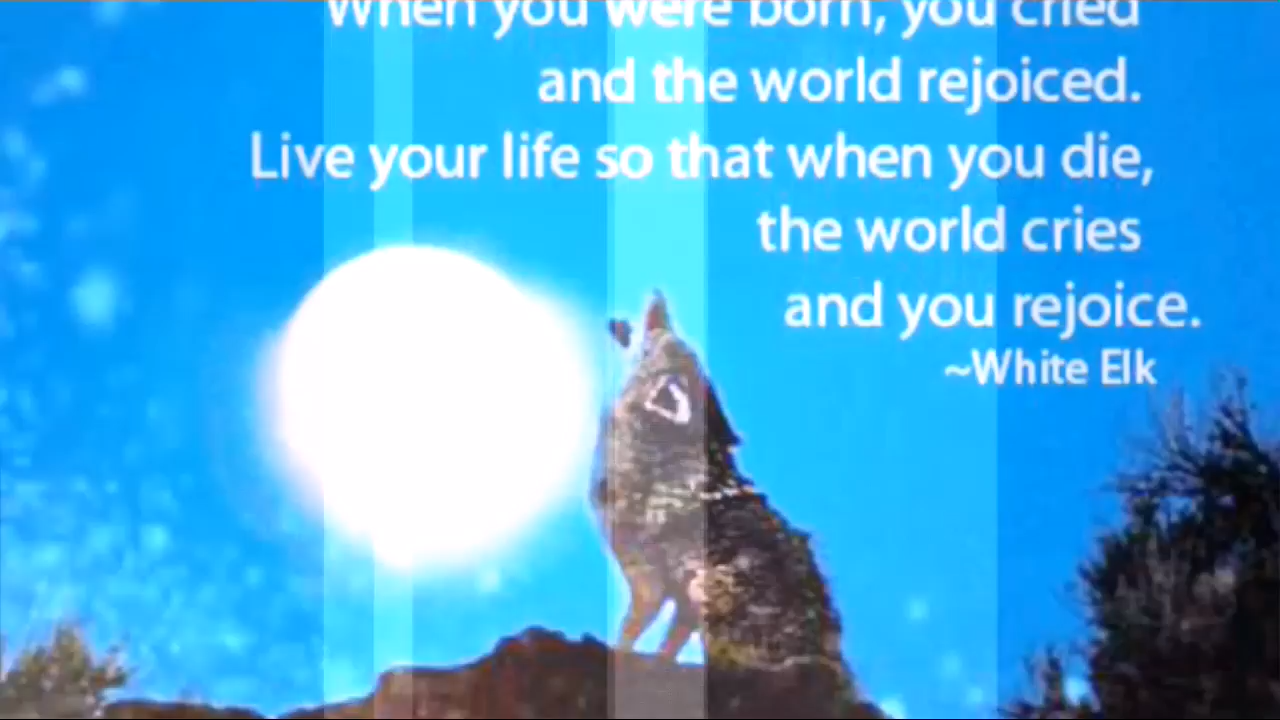 When you were born, you cried
and the world rejoiced.
Live your life so that when you die,
the world cries
and you rejoice.
~White Elk